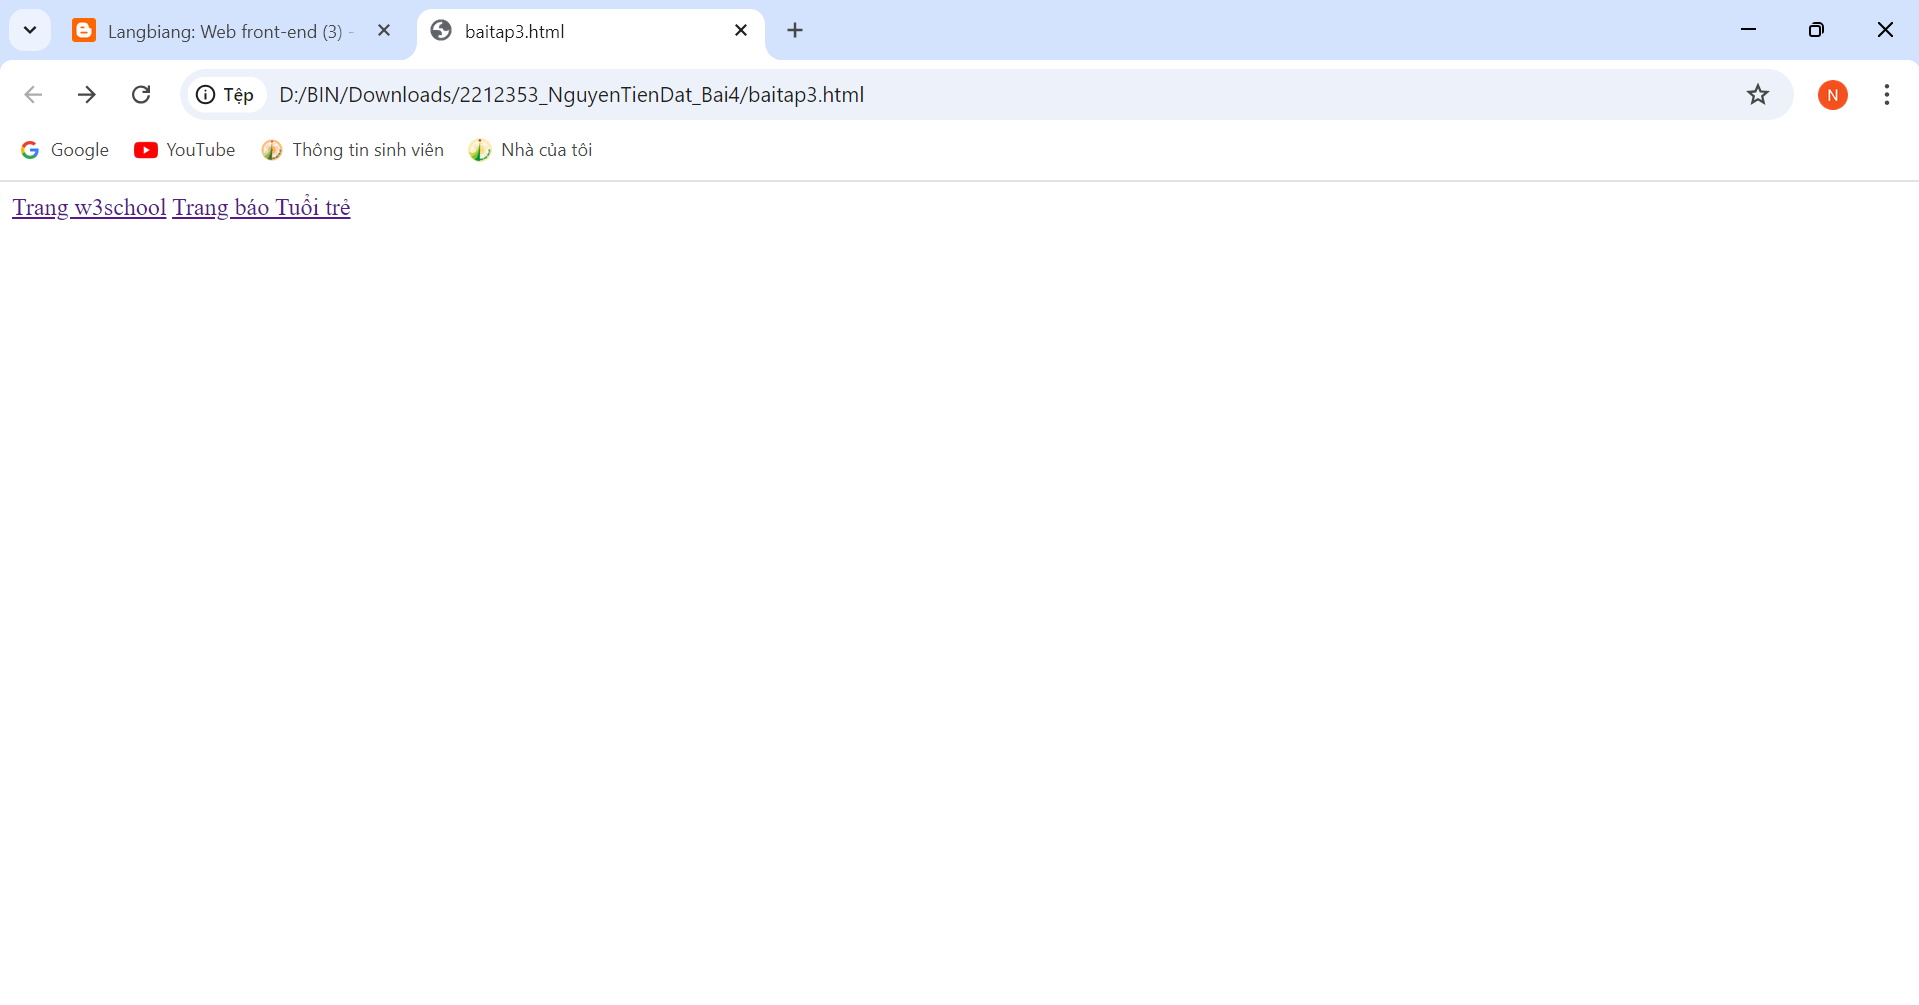 Langbiang: Web front-end (3) -
baitap3.html
Tệp
D:/BIN/Downloads/2212353_NguyenTienDat_Bai4/baitap3.html
N
Google
YouTube
Thông tin sinh viên
Nhà của tôi
Trang w3school Trang báo Tuổi trẻ